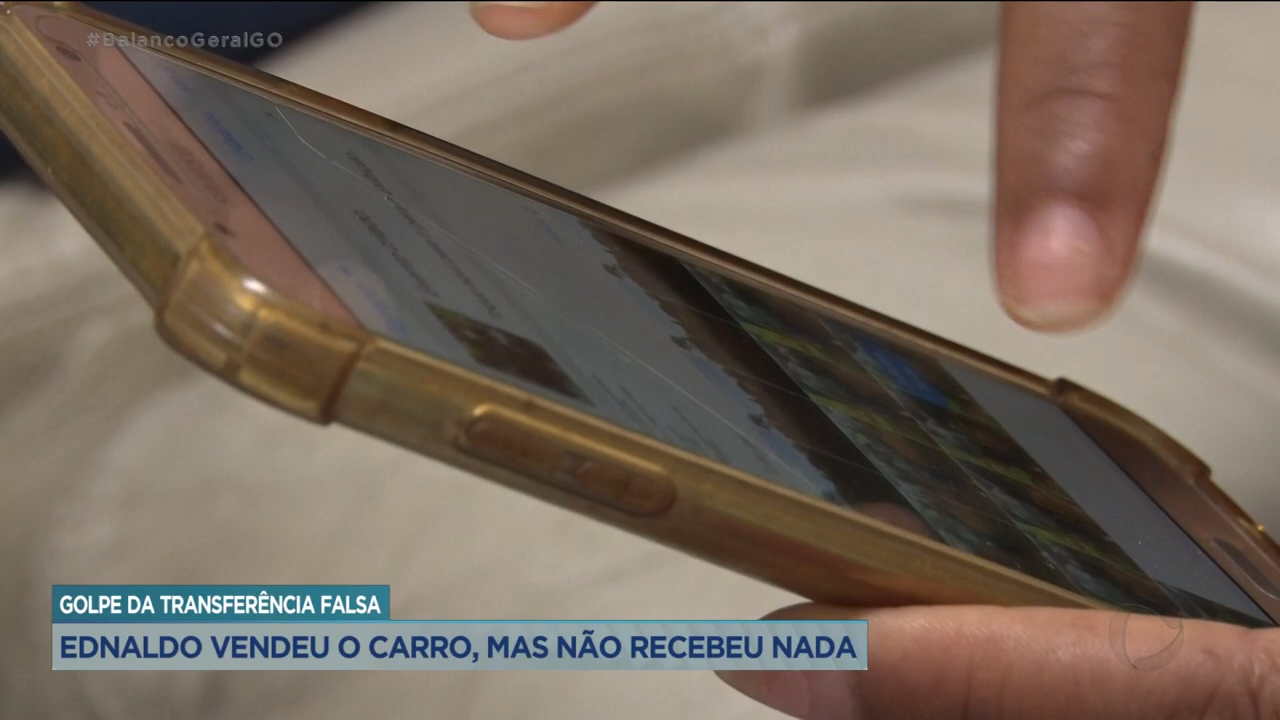 #BalancoGeralGO
GOLPE DA TRANSFERÊNCIA FALSA
EDNALDO VENDEU O CARRO, MAS NÃO RECEBEU NADA